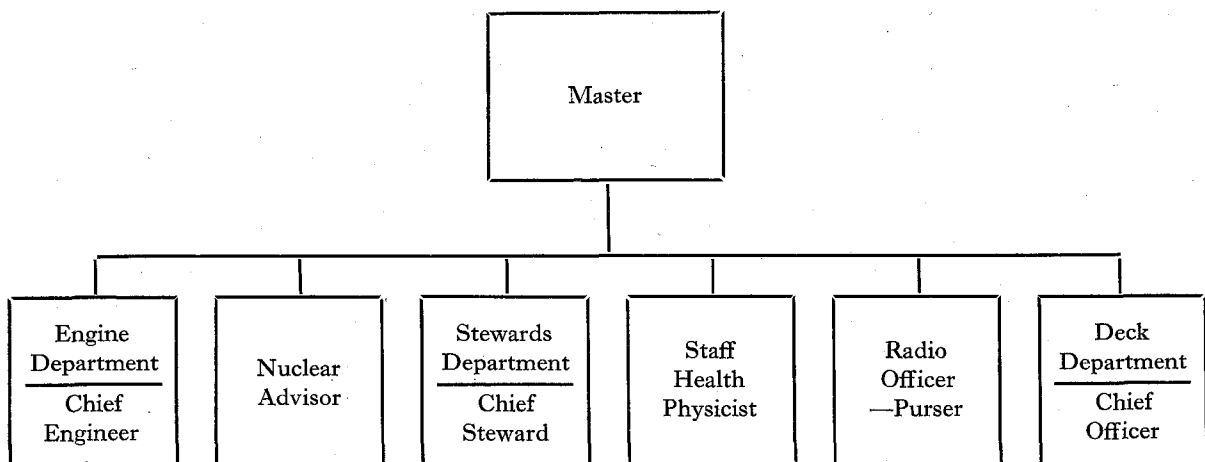 Master
Engine
Department
Chief
Engineer
Nuclear
Advisor
Stewards
Department
Chief
Steward
Staff
Health
Physicist
Radio
Officer
—Purser
Deck
Department
Chief
Officer